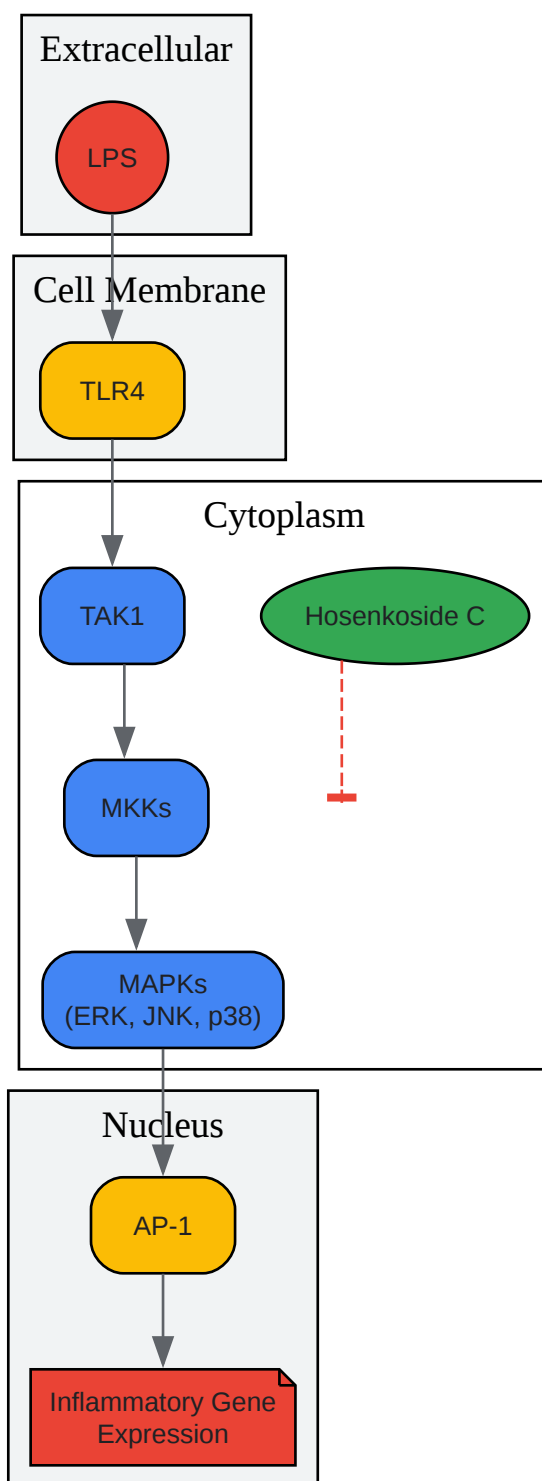 Extracellular
LPS
Cell Membrane
TLR4
Cytoplasm
TAK1
Hosenkoside C
MKKs
MAPKs
(ERK, JNK, p38)
Nucleus
AP-1
Inflammatory Gene
Expression